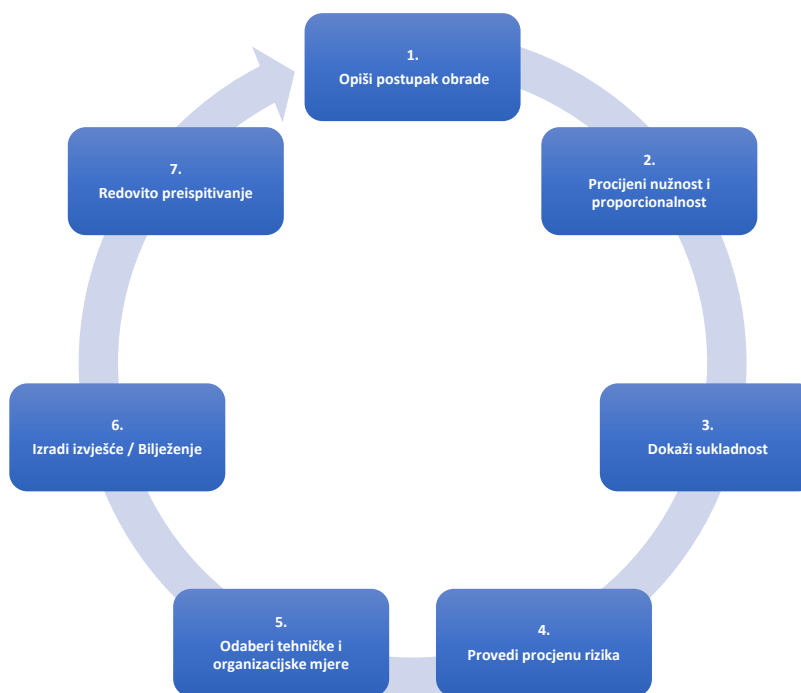 1.
Opiši postupak obrade
2.
Procijeni nužnost i
proporcionalnost
3.
Dokaži sukladnost
4.
Provedi procjenu rizika
5.
Odaberi tehničke i
organizacijske mjere
6.
Izradi izvješće / Bilježenje
7.
Redovito preispitivanje